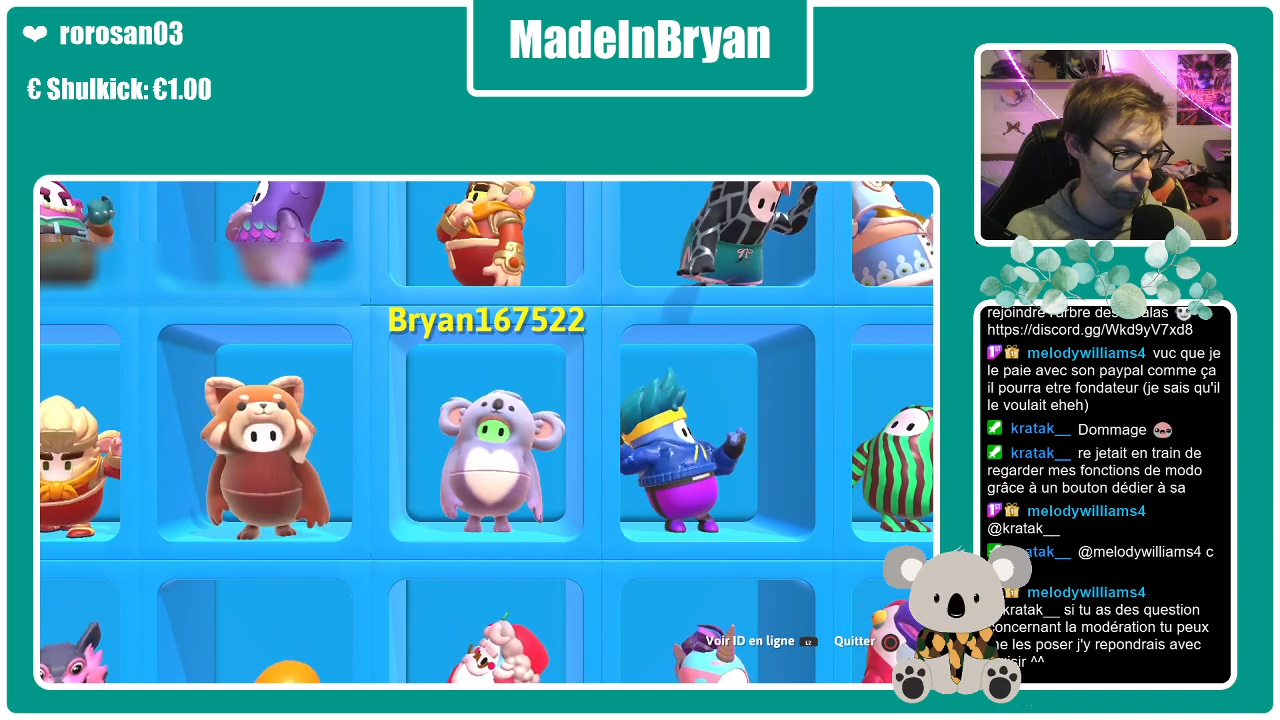 ❤ rorosan03
MadeInBryan
€ Shulkick: €1.00
Bryan167522
Voir ID en ligne L2 Quitter
rejoindre l'arbre des
https://discord.gg/Wkd9yV7xd8
melodywilliams4 vuc que je
le paie avec son paypal comme ça
il pourra etre fondateur (je sais qu'il
le voulait eheh)
kratak__ Dommage
kratak__ re jetait en train de
regarder mes fonctions de modo
grâce à un bouton dédier à sa
melodywilliams4
@kratak__
@melodywilliams4 c
melodywilliams4
si tu as des question
concernant la modération tu peux
les poser j'y repondrais avec
^^